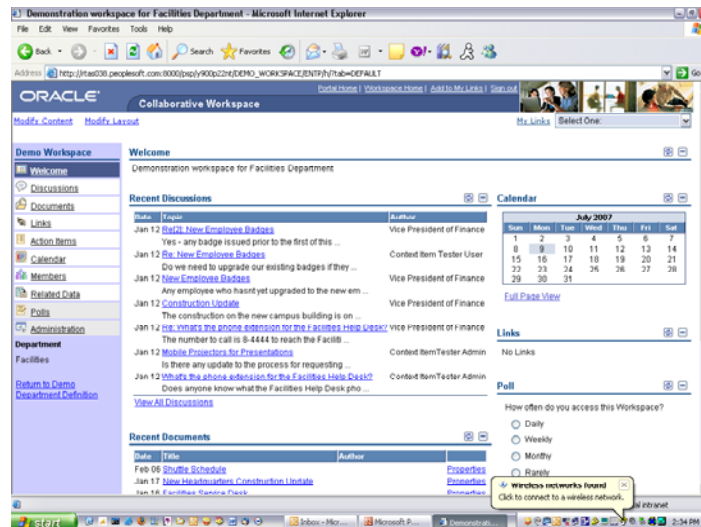 Demonstration workspace for Facilities Department - Microsoft Internet Explorer
File Edit View Favorites Tools Help
Back Search Favorites
Address http://rtas038.peoplesoft.com:8000/psp/y900p22nt/DEMO_WORKSPACE/ENTP/h/?tab=DEFAULT Go
ORACLE
Collaborative Workspace
Portal Home | Workspace Home | Add to My Links | Sign out
Modify Content Modify Layout
My Links Select One:
Demo Workspace
Welcome
Discussions
Documents
Links
Action Items
Calendar
Members
Related Data
Polls
Administration
Department
Facilities
Return to Demo
Department Definition
Welcome
Demonstration workspace for Facilities Department
Recent Discussions
Date Topic Author
Jan 12 Re[2]: New Employee Badges Vice President of Finance
Yes - any badge issued prior to the first of this ...
Jan 12 Re: New Employee Badges Context Item Tester User
Do we need to upgrade our existing badges if they ...
Jan 12 New Employee Badges Vice President of Finance
Any employee who hasnt yet upgraded to the new em ...
Jan 12 Construction Update Vice President of Finance
The construction on the new campus building is on ...
Jan 12 Re: What's the phone extension for the Facilities Help Desk? Vice President of Finance
The number to call is 8-4444 to reach the Faciliti ...
Jan 12 Mobile Projectors for Presentations Context ItemTester Admin
Is there any update to the process for requesting ...
Jan 12 What's the phone extension for the Facilities Help Desk? Context ItemTester Admin
Does anyone know what the Facilities Help Desk pho ...
View All Discussions
Recent Documents
Date Title Author
Feb 06 Shuttle Schedule Properties
Jan 17 New Headquarters Construction Update Properties
Jan 16 Facilities Service Desk
Calendar
July 2007
Sun Mon Tue Wed Thu Fri Sat
1 2 3 4 5 6 7
8 9 10 11 12 13 14
15 16 17 18 19 20 21
22 23 24 25 26 27 28
29 30 31
Full Page View
Links
No Links
Poll
How often do you access this Workspace?
Daily
Weekly
Monthly
Rarely
Wireless networks found
Click to connect to a wireless network.
al intranet
start
Inbox - Micr...
Microsoft P...
Demonstrati...
2:34 PM